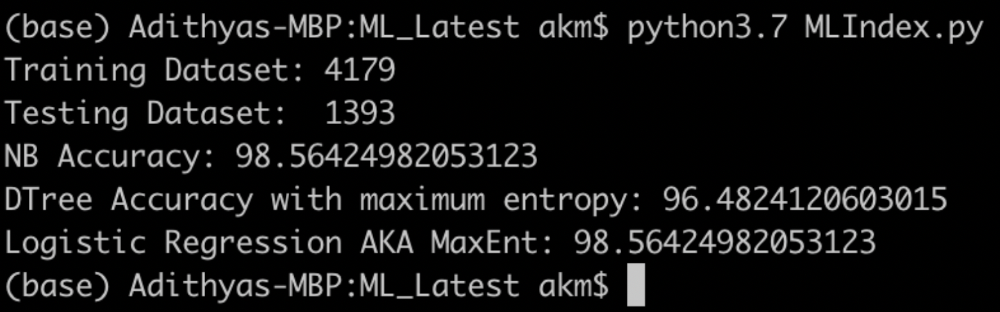 (base) Adithyas-MBP:ML_Latest akm$ python3.7 MLIndex.py
Training Dataset: 4179
Testing Dataset:  1393
NB Accuracy: 98.56424982053123
DTree Accuracy with maximum entropy: 96.4824120603015
Logistic Regression AKA MaxEnt: 98.56424982053123
(base) Adithyas-MBP:ML_Latest akm$